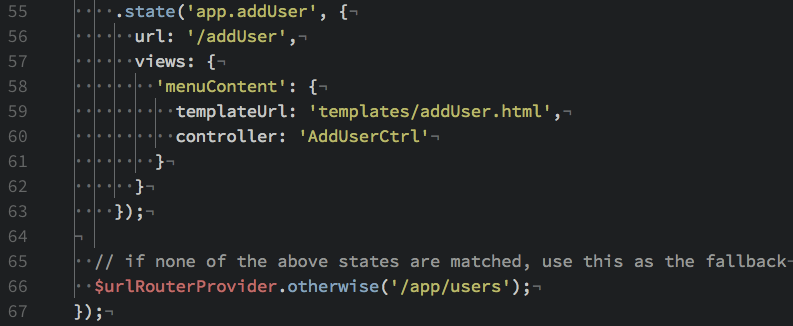 55 .state('app.addUser', {
56 url: '/addUser',
57 views: {
58 'menuContent': {
59 templateUrl: 'templates/addUser.html',
60 controller: 'AddUserCtrl'
61 }
62 }
63 });
64
65 // if none of the above states are matched, use this as the fallback
66 $urlRouterProvider.otherwise('/app/users');
67 });